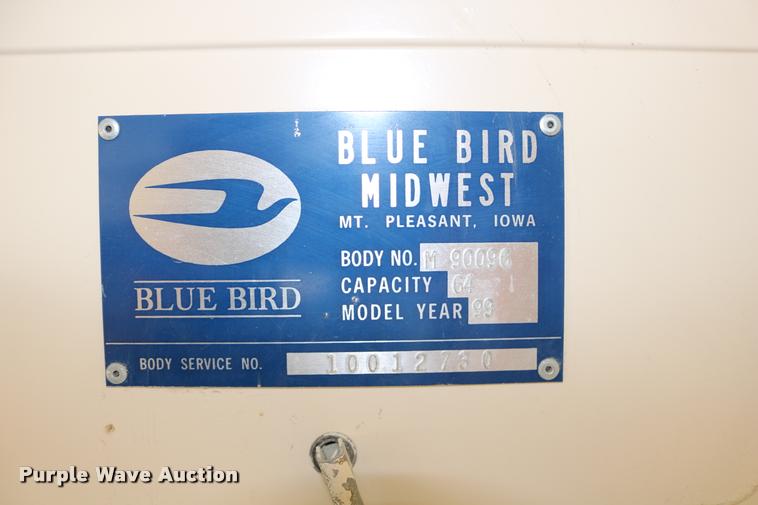 BLUE BIRD
MIDWEST
MT. PLEASANT, IOWA
BLUE BIRD
BODY NO. M 90096
CAPACITY 64
MODEL YEAR 99
BODY SERVICE NO. 10012730
Purple Wave Auction